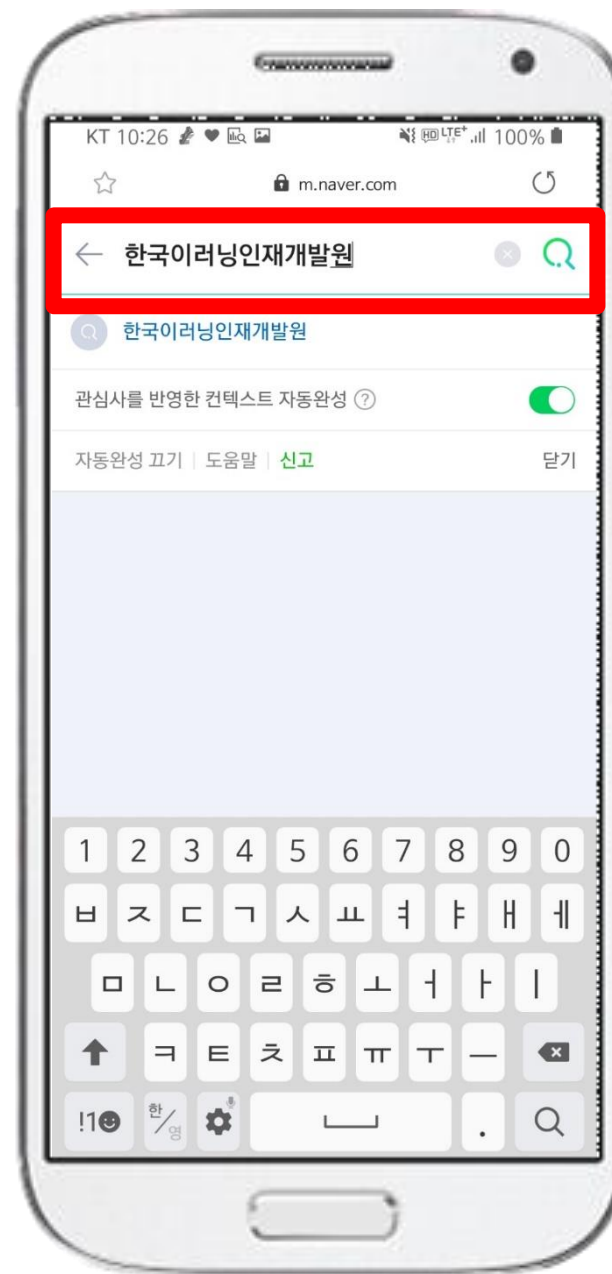 KT 10:26 HD LTE+ 100%
m.naver.com
한국이러닝인재개발원
한국이러닝인재개발원
관심사를 반영한 컨텍스트 자동완성 ?
자동완성 끄기 | 도움말 | 신고 닫기
1 2 3 4 5 6 7 8 9 0
ㅂ ㅈ ㄷ ㄱ ㅅ ㅛ ㅕ ㅑ ㅐ ㅔ
ㅁ ㄴ ㅇ ㄹ ㅎ ㅗ ㅓ ㅏ ㅣ
ㅋ ㅌ ㅊ ㅍ ㅠ ㅜ ㅡ
!1 한/영 .